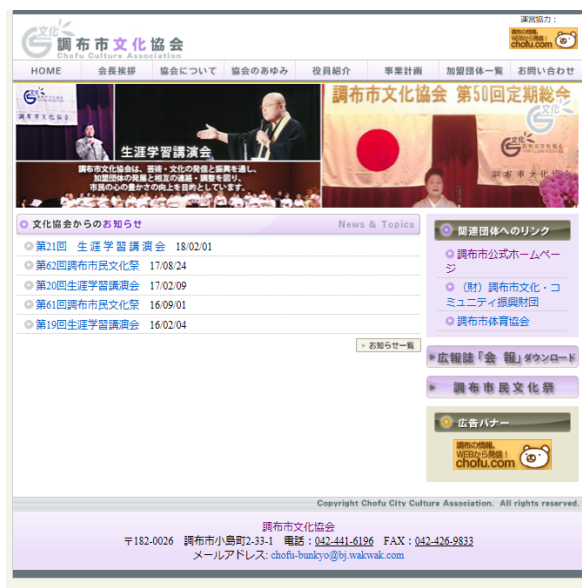 運営協力：
調布の情報、
WEBから発信！
chofu.com
文化
調布市文化協会
Chofu Culture Association
HOME 会長挨拶 協会について 協会のあゆみ 役員紹介 事業計画 加盟団体一覧 お問い合わせ
調布市文化協会 第50回定期総会
文化
調布市文化協会
生涯学習講演会
調布市文化協会は、芸術・文化の発信と振興を通し、
加盟団体の発展と相互の連絡・調整を図り、
市民の心の豊かさの向上を目的としています。
文化協会からのお知らせ News & Topics
第21回 生 涯 学 習 講 演 会 18/02/01
第62回調布市民文化祭 17/08/24
第20回生涯学習講演会 17/02/09
第61回調布市民文化祭 16/09/01
第19回生涯学習講演会 16/02/04
お知らせ一覧
関連団体へのリンク
調布市公式ホームペー
ジ
（財）調布市文化・コ
ミュニティ振興財団
調布市体育協会
広報誌「会 報」ダウンロード
調布市民文化祭
広告バナー
調布の情報、
WEBから発信！
chofu.com
Copyright Chofu City Culture Association. All rights reserved.
調布市文化協会
〒182-0026 調布市小島町2-33-1 電話：042-441-6196 FAX：042-426-9833
メールアドレス: chofu-bunkyo@bj.wakwak.com